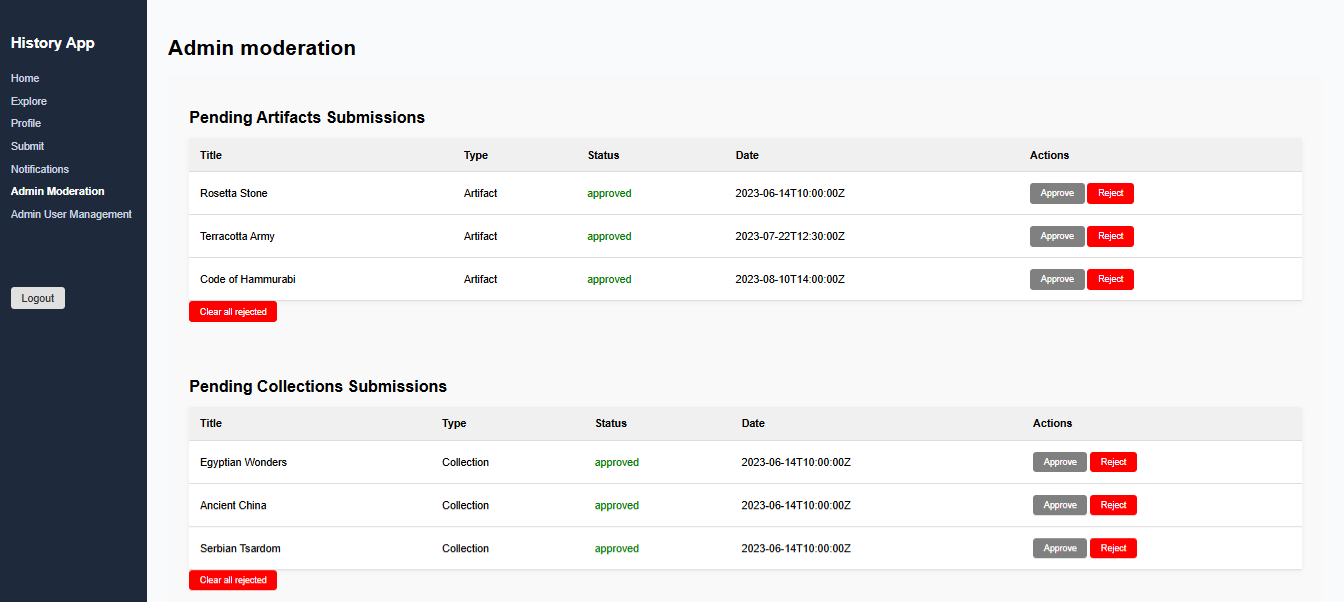 History App
Home
Explore
Profile
Submit
Notifications
Admin Moderation
Admin User Management
Logout
Admin moderation
Pending Artifacts Submissions
Title Type Status Date Actions
Rosetta Stone Artifact approved 2023-06-14T10:00:00Z Approve Reject
Terracotta Army Artifact approved 2023-07-22T12:30:00Z Approve Reject
Code of Hammurabi Artifact approved 2023-08-10T14:00:00Z Approve Reject
Clear all rejected
Pending Collections Submissions
Title Type Status Date Actions
Egyptian Wonders Collection approved 2023-06-14T10:00:00Z Approve Reject
Ancient China Collection approved 2023-06-14T10:00:00Z Approve Reject
Serbian Tsardom Collection approved 2023-06-14T10:00:00Z Approve Reject
Clear all rejected